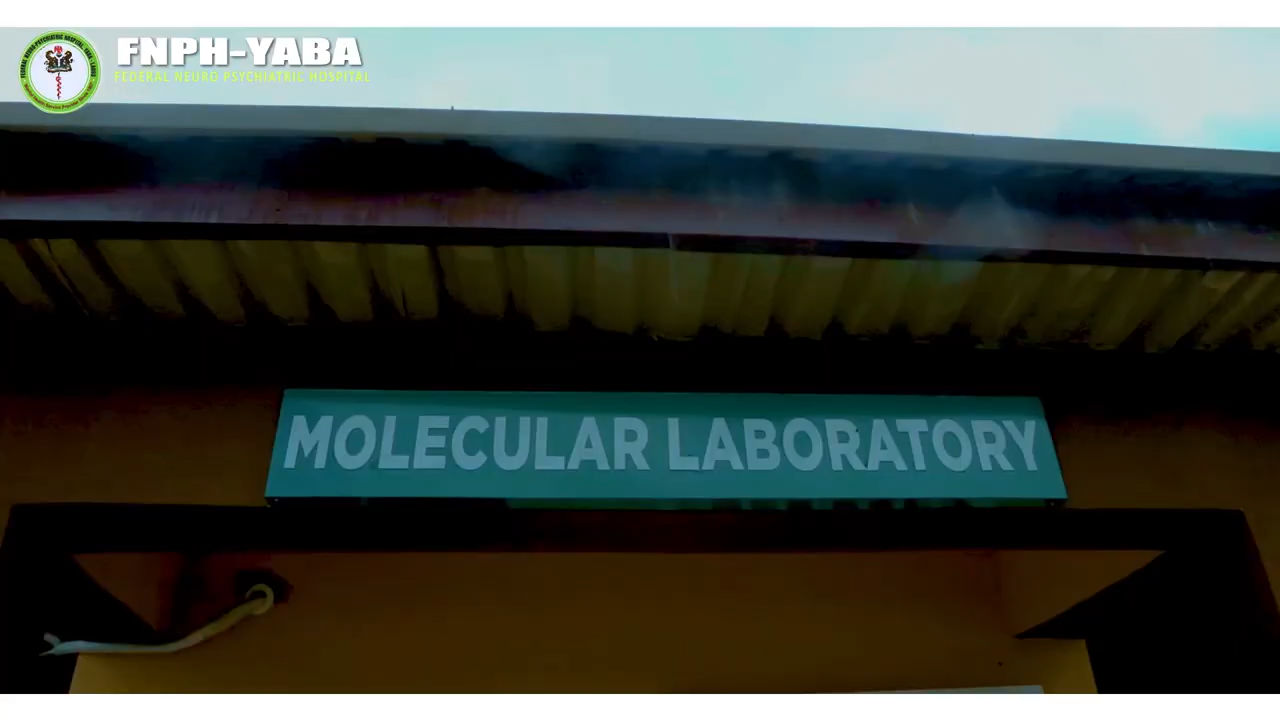 FNPH-YABA
FEDERAL NEURO PSYCHIATRIC HOSPITAL
MOLECULAR LABORATORY